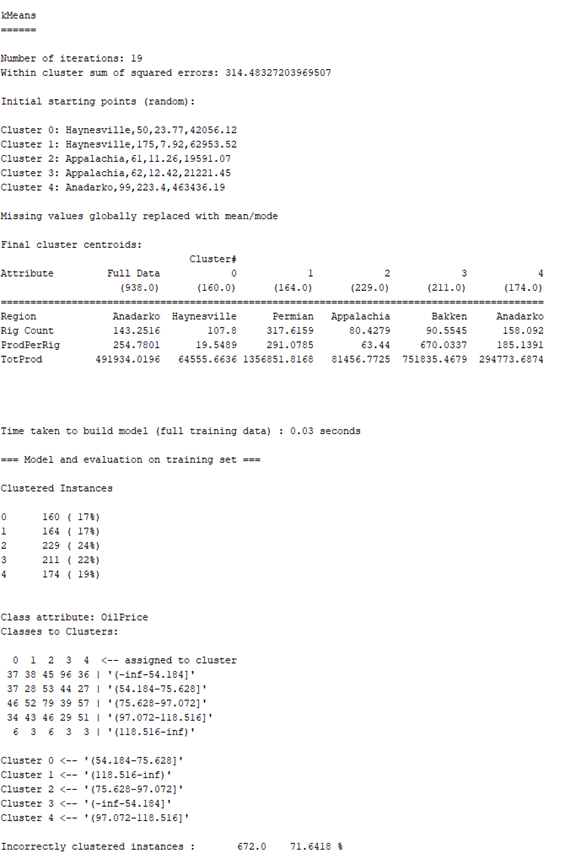 kMeans
======
Number of iterations: 19
Within cluster sum of squared errors: 314.48327203969507
Initial starting points (random):
Cluster 0: Haynesville,50,23.77,42056.12
Cluster 1: Haynesville,175,7.92,62953.52
Cluster 2: Appalachia,61,11.26,19591.07
Cluster 3: Appalachia,62,12.42,21221.45
Cluster 4: Anadarko,99,223.4,463436.19
Missing values globally replaced with mean/mode
Final cluster centroids:
Cluster#
Attribute Full Data 0 1 2 3 4
(938.0) (160.0) (164.0) (229.0) (211.0) (174.0)
==========================================================================================
Region Anadarko Haynesville Permian Appalachia Bakken Anadarko
Rig Count 143.2516 107.8 317.6159 80.4279 90.5545 158.092
ProdPerRig 254.7801 19.5489 291.0785 63.44 670.0337 185.1391
TotProd 491934.0196 64555.6636 1356851.8168 81456.7725 751835.4679 294773.6874
Time taken to build model (full training data) : 0.03 seconds
=== Model and evaluation on training set ===
Clustered Instances
0 160 ( 17%)
1 164 ( 17%)
2 229 ( 24%)
3 211 ( 22%)
4 174 ( 19%)
Class attribute: OilPrice
Classes to Clusters:
0 1 2 3 4 <-- assigned to cluster
37 38 45 96 36 | '(-inf-54.184]'
37 28 53 44 27 | '(54.184-75.628]'
46 52 79 39 57 | '(75.628-97.072]'
34 43 46 29 51 | '(97.072-118.516]'
6 3 6 3 3 | '(118.516-inf)'
Cluster 0 <-- '(54.184-75.628]'
Cluster 1 <-- '(118.516-inf)'
Cluster 2 <-- '(75.628-97.072]'
Cluster 3 <-- '(-inf-54.184]'
Cluster 4 <-- '(97.072-118.516]'
Incorrectly clustered instances : 672.0 71.6418 %